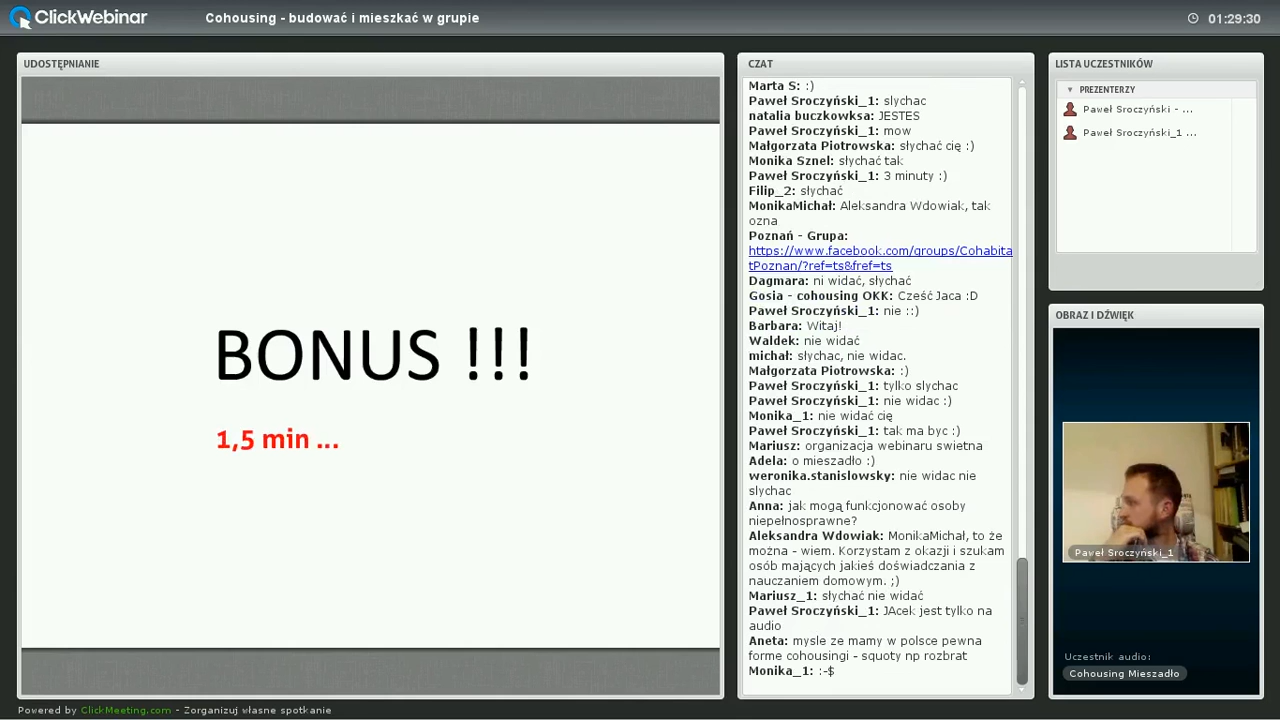 ClickWebinar
Cohousing - budować i mieszkać w grupie
01:29:30
UDOSTĘPNIANIE
BONUS !!!
1,5 min ...
CZAT
Marta S: :)
Paweł Sroczyński_1: slychac
natalia buczkowksa: JESTES
Paweł Sroczyński_1: mow
Małgorzata Piotrowska: słychać cię :)
Monika Sznel: słychać tak
Paweł Sroczyński_1: 3 minuty :)
Filip_2: słychać
MonikaMichał: Aleksandra Wdowiak, tak
ozna
Poznań - Grupa:
https://www.facebook.com/groups/Cohabita
tPoznan/?ref=ts&fref=ts
Dagmara: ni widać, słychać
Gosia - cohousing OKK: Cześć Jaca :D
Paweł Sroczyński_1: nie ::)
Barbara: Witaj!
Waldek: nie widać
michał: słychac, nie widac.
Małgorzata Piotrowska: :)
Paweł Sroczyński_1: tylko slychac
Paweł Sroczyński_1: nie widac :)
Monika_1: nie widać cię
Paweł Sroczyński_1: tak ma byc :)
Mariusz: organizacja webinaru swietna
Adela: o mieszadło :)
weronika.stanislowsky: nie widac nie
slychac
Anna: jak mogą funkcjonować osoby
niepełnosprawne?
Aleksandra Wdowiak: MonikaMichał, to że
można - wiem. Korzystam z okazji i szukam
osób mających jakieś doświadczania z
nauczaniem domowym. ;)
Mariusz_1: słychać nie widać
Paweł Sroczyński_1: JAcek jest tylko na
audio
Aneta: mysle ze mamy w polsce pewna
forme cohousingi - squoty np rozbrat
Monika_1: :-$
LISTA UCZESTNIKÓW
PREZENTERZY
Paweł Sroczyński - ...
Paweł Sroczyński_1 ...
OBRAZ I DŹWIĘK
Paweł Sroczyński_1
Uczestnik audio:
Cohousing Mieszadło
Powered by ClickMeeting.com - Zorganizuj własne spotkanie